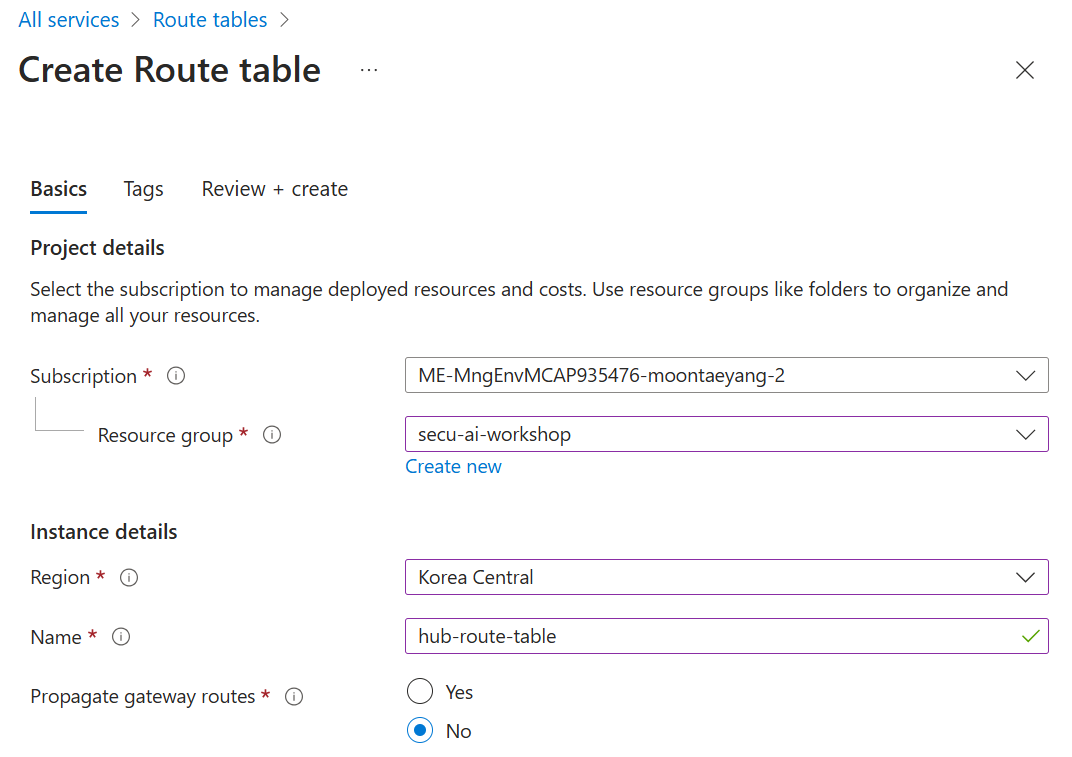 All services > Route tables >
Create Route table ...
Basics Tags Review + create
Project details
Select the subscription to manage deployed resources and costs. Use resource groups like folders to organize and
manage all your resources.
Subscription * ME-MngEnvMCAP935476-moontaeyang-2
Resource group * secu-ai-workshop
Create new
Instance details
Region * Korea Central
Name * hub-route-table
Propagate gateway routes * Yes
No